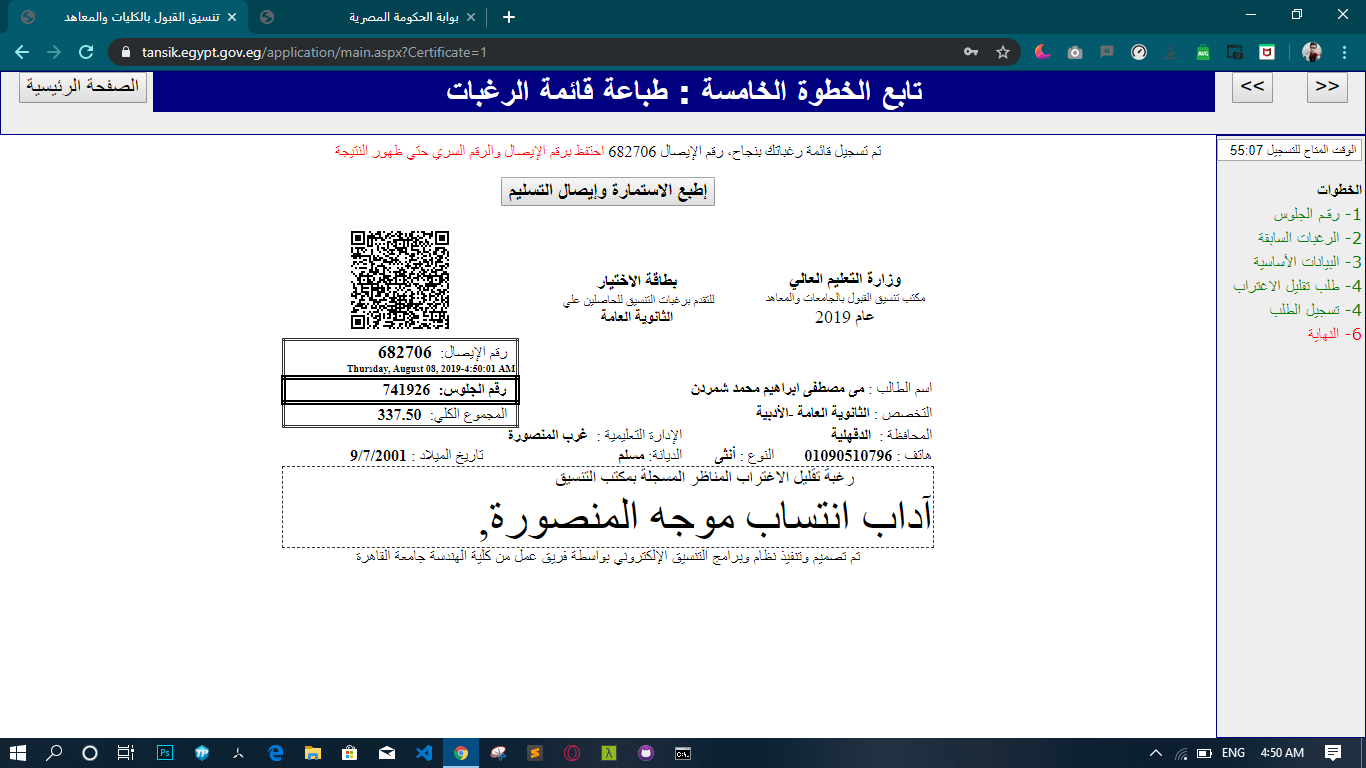 تنسيق القبول بالكليات والمعاهد
بوابة الحكومة المصرية
tansik.egypt.gov.eg/application/main.aspx?Certificate=1
<< >>
تابع الخطوة الخامسة : طباعة قائمة الرغبات
الصفحة الرئيسية
الوقت المتاح للتسجيل 55:07
الخطوات
1- رقم الجلوس
2- الرغبات السابقة
3- البيانات الأساسية
4- طلب تقليل الاغتراب
4- تسجيل الطلب
6- النهاية
تم تسجيل قائمة رغباتك بنجاح، رقم الإيصال 682706 احتفظ برقم الإيصال والرقم السري حتي ظهور النتيجة
إطبع الاستمارة وإيصال التسليم
وزارة التعليم العالي
مكتب تنسيق القبول بالجامعات والمعاهد
عام 2019
بطاقة الاختيار
للتقدم برغبات التنسيق للحاصلين علي
الثانوية العامة
رقم الإيصال: 682706
Thursday, August 08, 2019-4:50:01 AM
رقم الجلوس: 741926
المجموع الكلي: 337.50
اسم الطالب : مى مصطفى ابراهيم محمد شمردن
التخصص : الثانوية العامة -الأدبية
المحافظة : الدقهلية الإدارة التعليمية : غرب المنصورة
هاتف : 01090510796 النوع : أنثى الديانة: مسلم تاريخ الميلاد : 9/7/2001
رغبة تقليل الاغتراب المناظر المسجلة بمكتب التنسيق
آداب انتساب موجه المنصورة,
تم تصميم وتنفيذ نظام وبرامج التنسيق الإلكتروني بواسطة فريق عمل من كلية الهندسة جامعة القاهرة
ENG
4:50 AM